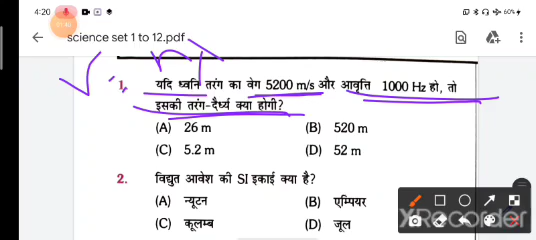 4:20
60%
science set 1 to 12.pdf
1. यदि ध्वनि तरंग का वेग 5200 m/s और आवृत्ति 1000 Hz हो, तो
इसकी तरंग-दैर्ध्य क्या होगी?
(A) 26 m (B) 520 m
(C) 5.2 m (D) 52 m
2. विद्युत आवेश की SI इकाई क्या है?
(A) न्यूटन (B) एम्पियर
(C) कूलम्ब (D) जूल
XRecorder